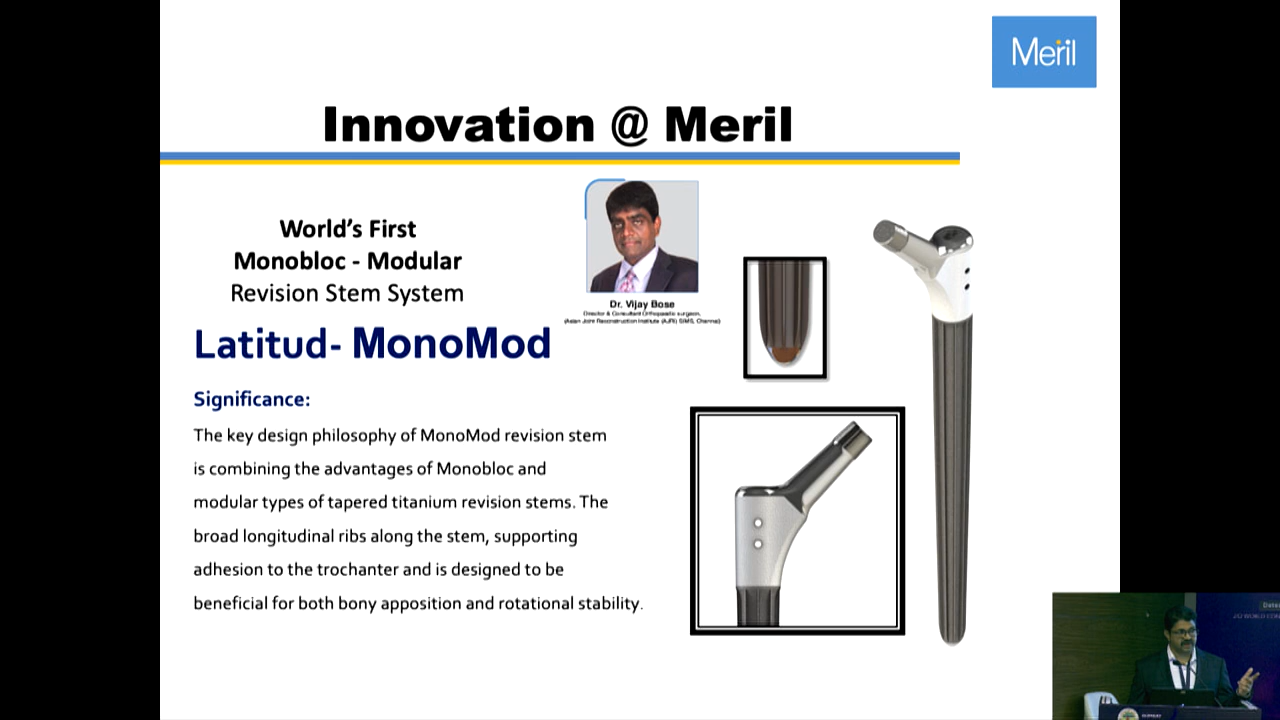 Meril
Innovation @ Meril
World's First
Monobloc - Modular
Revision Stem System
Latitud- MonoMod
Dr. Vijay Bose
Director & Consultant Orthopaedic surgeon,
(Asian Joint Reconstruction Institute (AJRI) SIMS, Chennai)
Significance:
The key design philosophy of MonoMod revision stem
is combining the advantages of Monobloc and
modular types of tapered titanium revision stems. The
broad longitudinal ribs along the stem, supporting
adhesion to the trochanter and is designed to be
beneficial for both bony apposition and rotational stability.